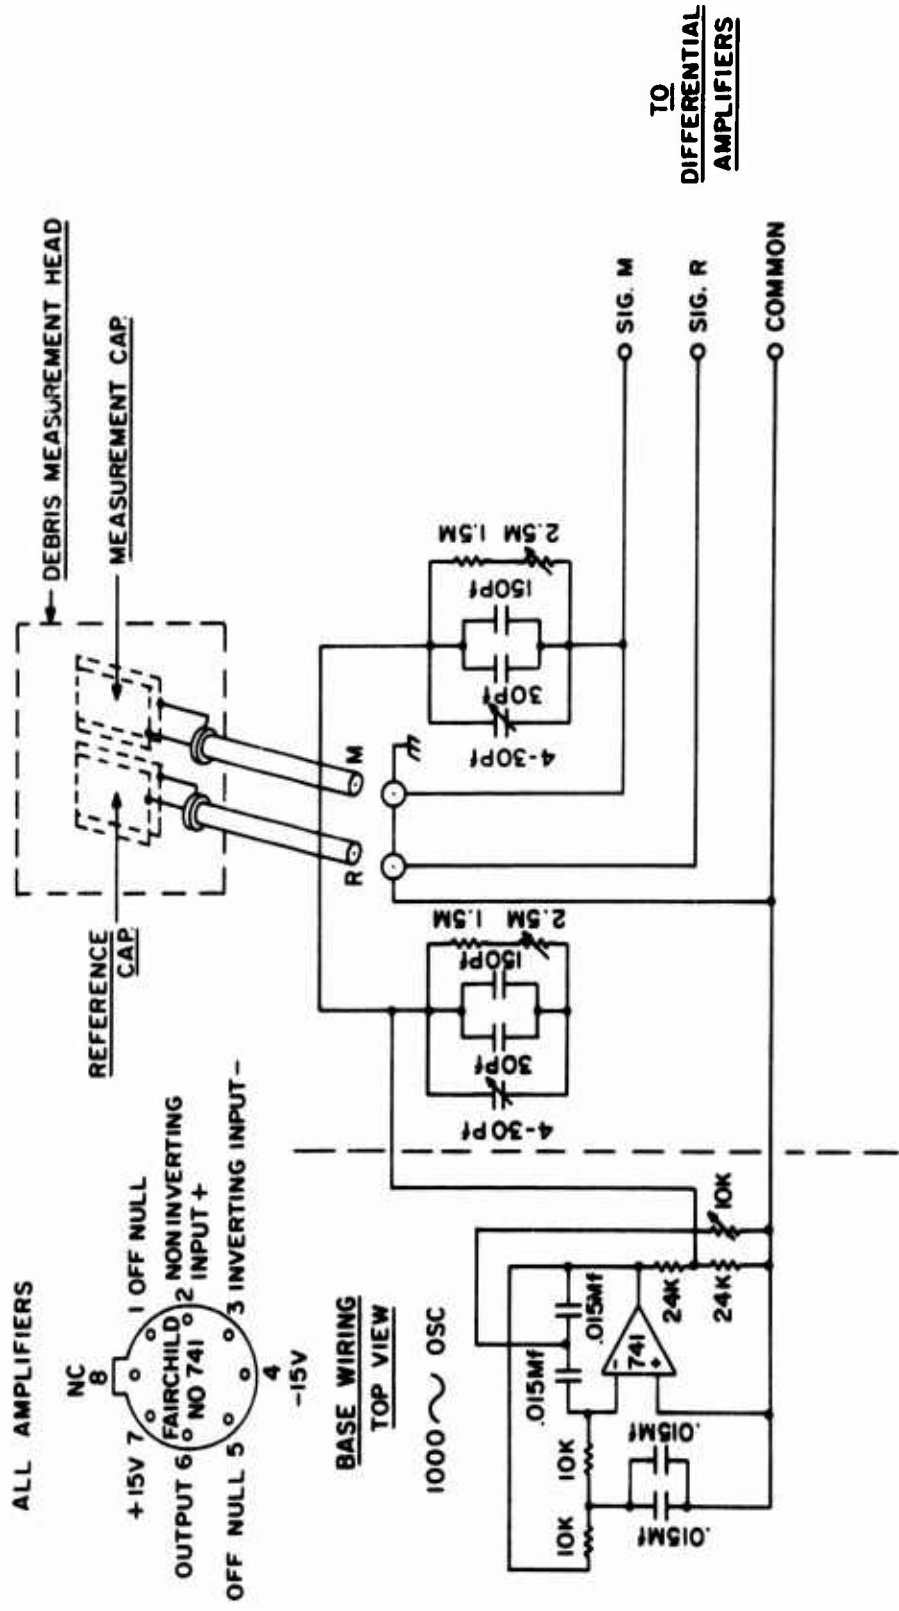 ALL AMPLIFIERS
NC
8
+15V 7
1 OFF NULL
OUTPUT 6
FAIRCHILD
NO 741
2 NONINVERTING
INPUT +
OFF NULL 5
3 INVERTING INPUT-
4
-15V
BASE WIRING
TOP VIEW
1000~ OSC
10K
10K
.015Mf
.015Mf
.015Mf
.015Mf
-
741
+
24K
24K
10K
REFERENCE
CAP.
DEBRIS MEASUREMENT HEAD
MEASUREMENT CAP.
R
M
4-30Pf
30Pf
150Pf
1.5M
2.5M
4-30Pf
30Pf
150Pf
1.5M
2.5M
SIG. M
SIG. R
COMMON
TO
DIFFERENTIAL
AMPLIFIERS